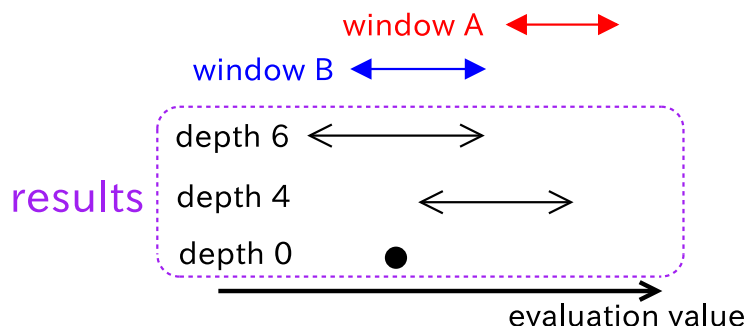 window A
window B
depth 6
results
depth 4
depth 0
evaluation value